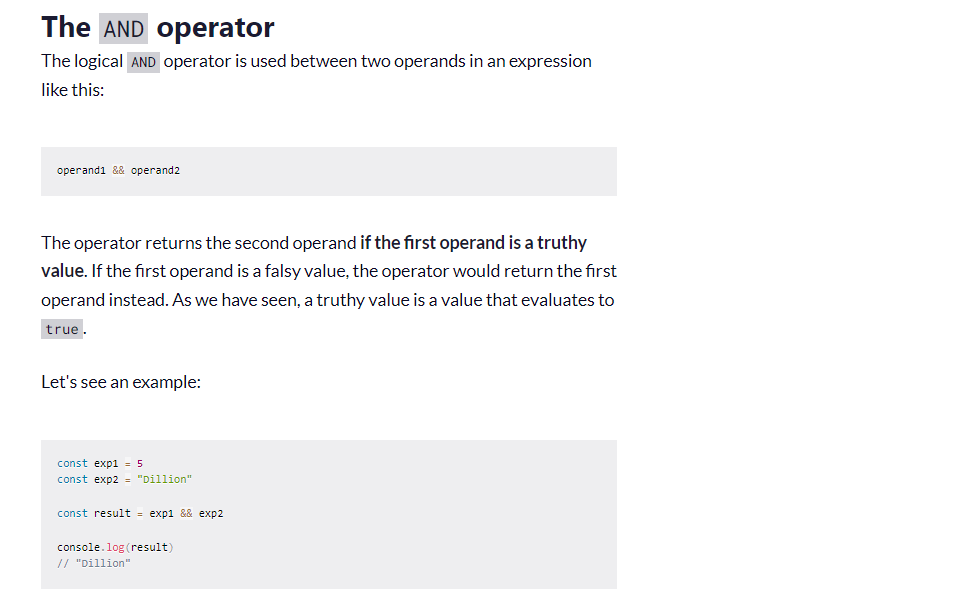 The AND operator
The logical AND operator is used between two operands in an expression
like this:
operand1 && operand2
The operator returns the second operand if the first operand is a truthy
value. If the first operand is a falsy value, the operator would return the first
operand instead. As we have seen, a truthy value is a value that evaluates to
true.
Let's see an example:
const exp1 = 5
const exp2 = "Dillion"
const result = exp1 && exp2
console.log(result)
// "Dillion"